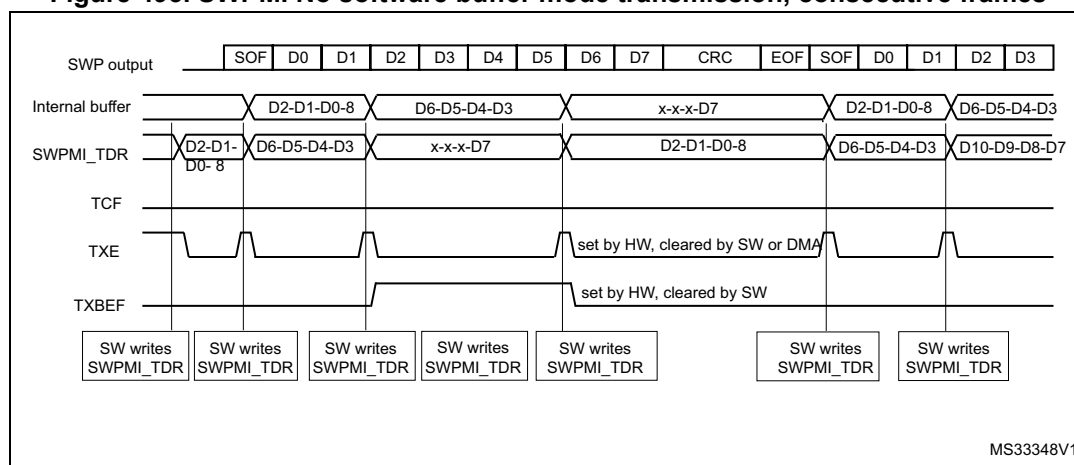 Figure SWPMI No software buffer mode transmission, consecutive frames
SWP output SOF D0 D1 D2 D3 D4 D5 D6 D7 CRC EOF SOF D0 D1 D2 D3
Internal buffer D2-D1-D0-8 D6-D5-D4-D3 x-x-x-D7 D2-D1-D0-8 D6-D5-D4-D3
SWPMI_TDR D2-D1- D6-D5-D4-D3 x-x-x-D7 D2-D1-D0-8 D6-D5-D4-D3 D10-D9-D8-D7
D0- 8
TCF
TXE set by HW, cleared by SW or DMA
TXBEF set by HW, cleared by SW
SW writes SW writes SW writes SW writes SW writes SW writes SW writes
SWPMI_TDR SWPMI_TDR SWPMI_TDR SWPMI_TDR SWPMI_TDR SWPMI_TDR SWPMI_TDR
MS33348V1